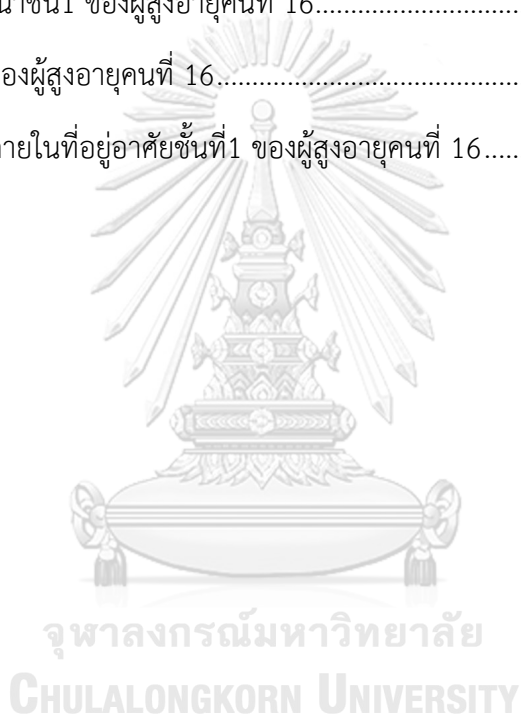 ของผู้สูงอายุคนที่ 16................................
องผู้สูงอายุคนที่ 16..............................................
ายในที่อยู่อาศัยชั้นที่1 ของผู้สูงอายุคนที่ 16.....
จุฬาลงกรณ์มหาวิทยาลัย
CHULALONGKORN UNIVERSITY